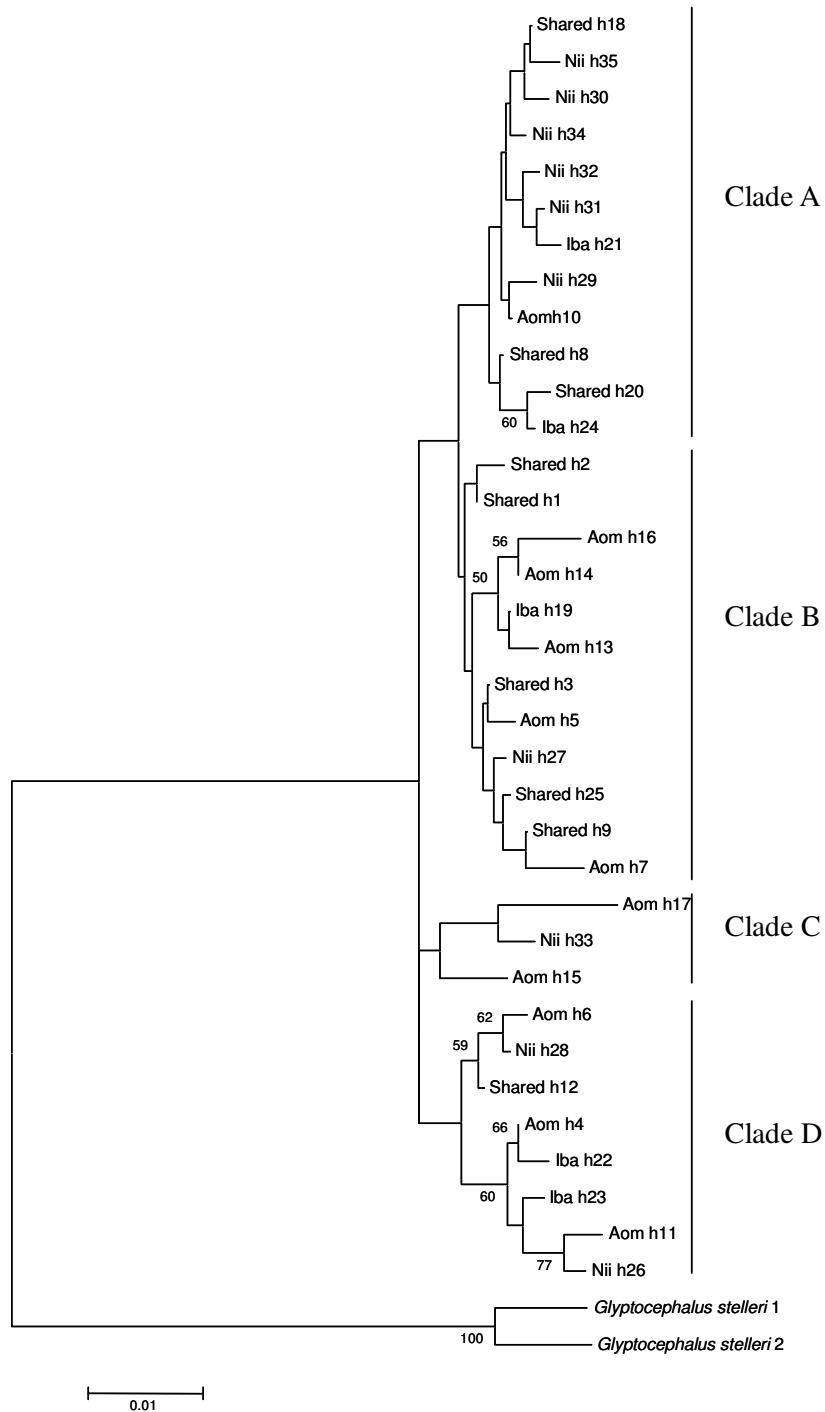 Shared h18
Nii h35
Nii h30
Nii h34
Nii h32
Nii h31
Iba h21
Nii h29
Aomh10
Shared h8
Shared h20
60
Iba h24
Clade A
Shared h2
Shared h1
56
Aom h16
Aom h14
50
Iba h19
Aom h13
Shared h3
Aom h5
Nii h27
Shared h25
Shared h9
Aom h7
Clade B
Aom h17
Nii h33
Aom h15
Clade C
62
Aom h6
59
Nii h28
Shared h12
66
Aom h4
Iba h22
60
Iba h23
Aom h11
77
Nii h26
Clade D
Glyptocephalus stelleri 1
100
Glyptocephalus stelleri 2
0.01